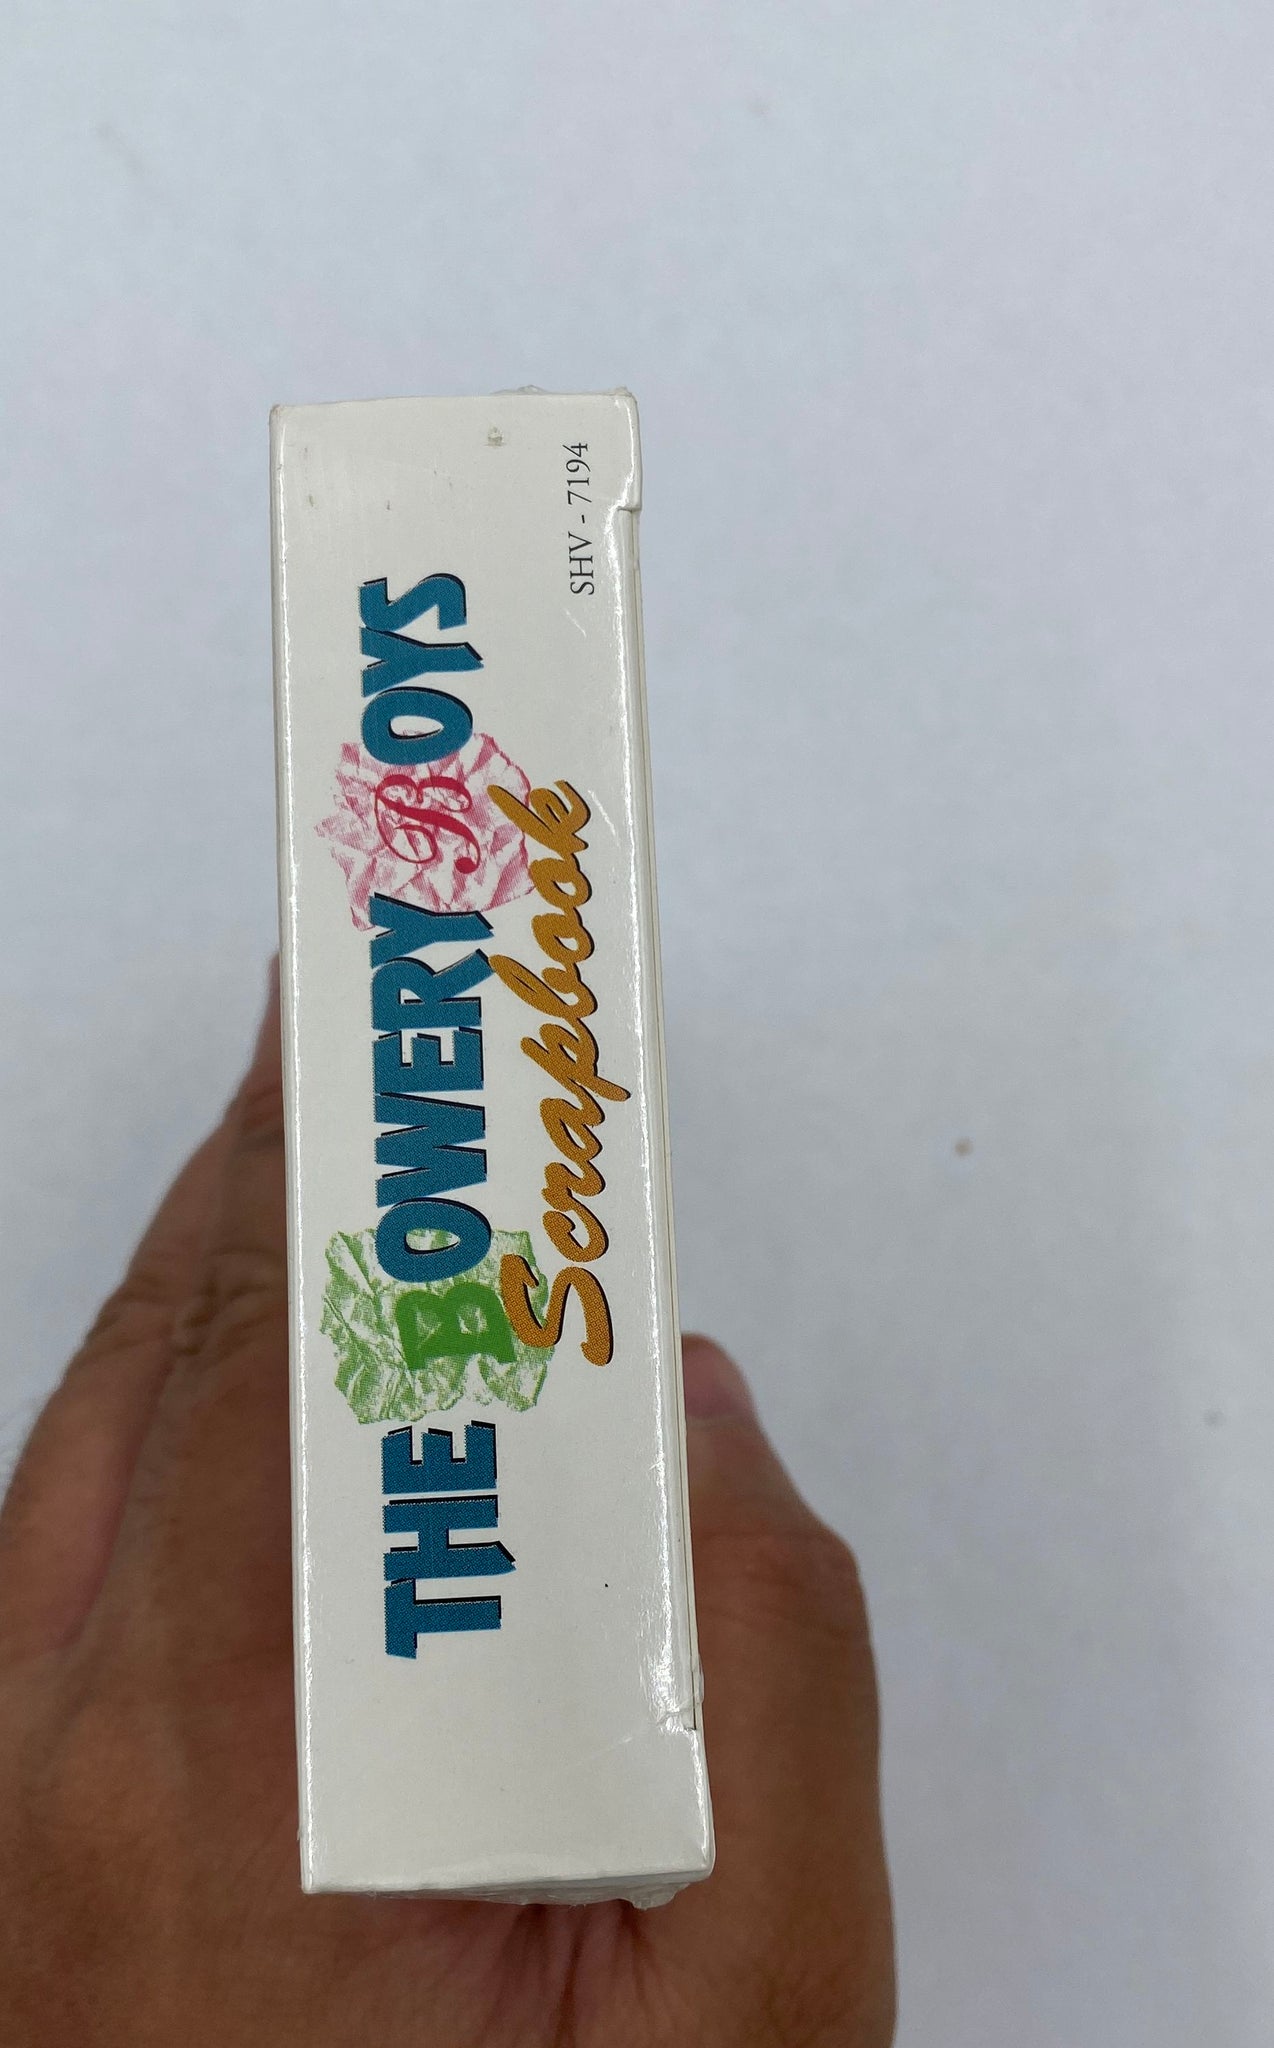 THE BOWERY BOYS
Scrapbook
SHV - 7194